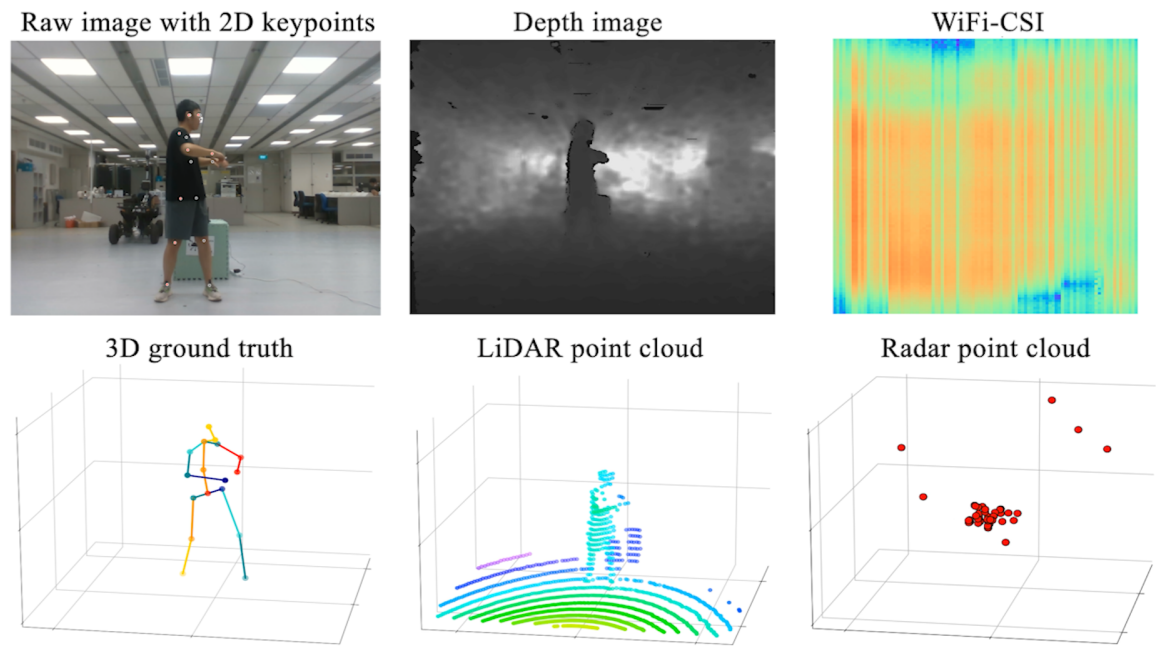 Raw image with 2D keypoints
Depth image
WiFi-CSI
3D ground truth
LiDAR point cloud
Radar point cloud